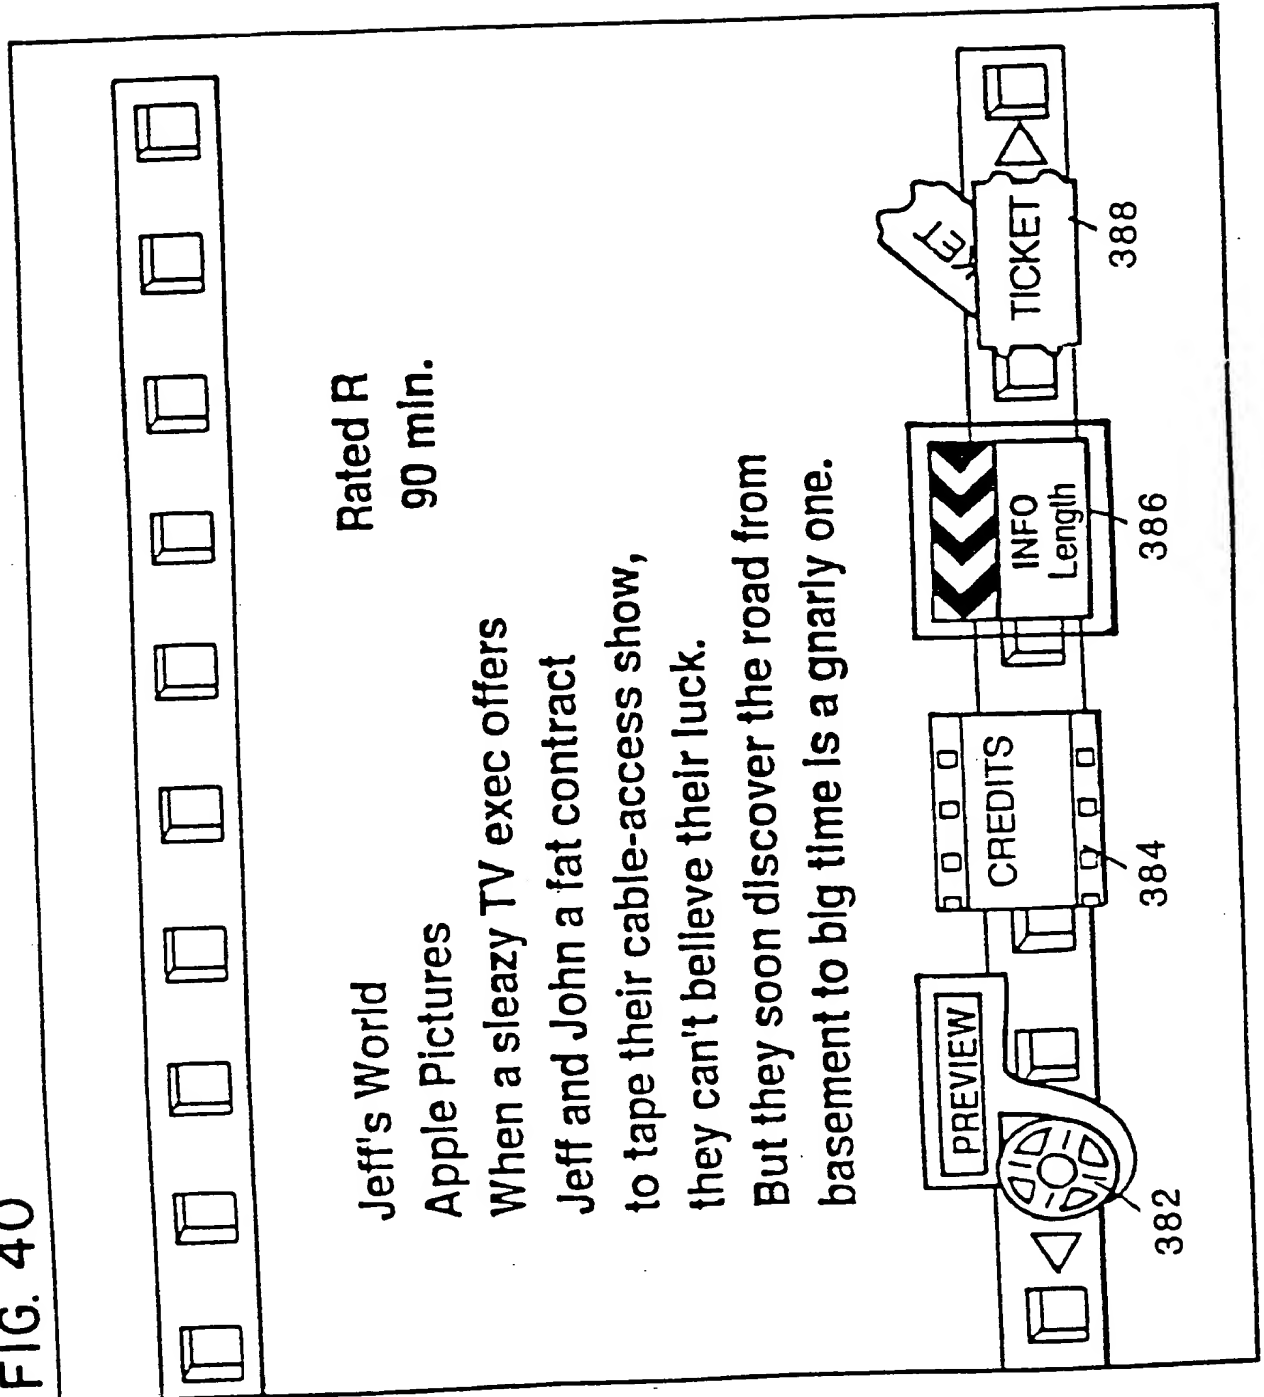 FIG. 40
Jeff's World Rated R
Apple Pictures 90 min.
When a sleazy TV exec offers
Jeff and John a fat contract
to tape their cable-access show,
they can't believe their luck.
But they soon discover the road from
basement to big time is a gnarly one.
PREVIEW
CREDITS
INFO
Length
KET
TICKET
382
384
386
388